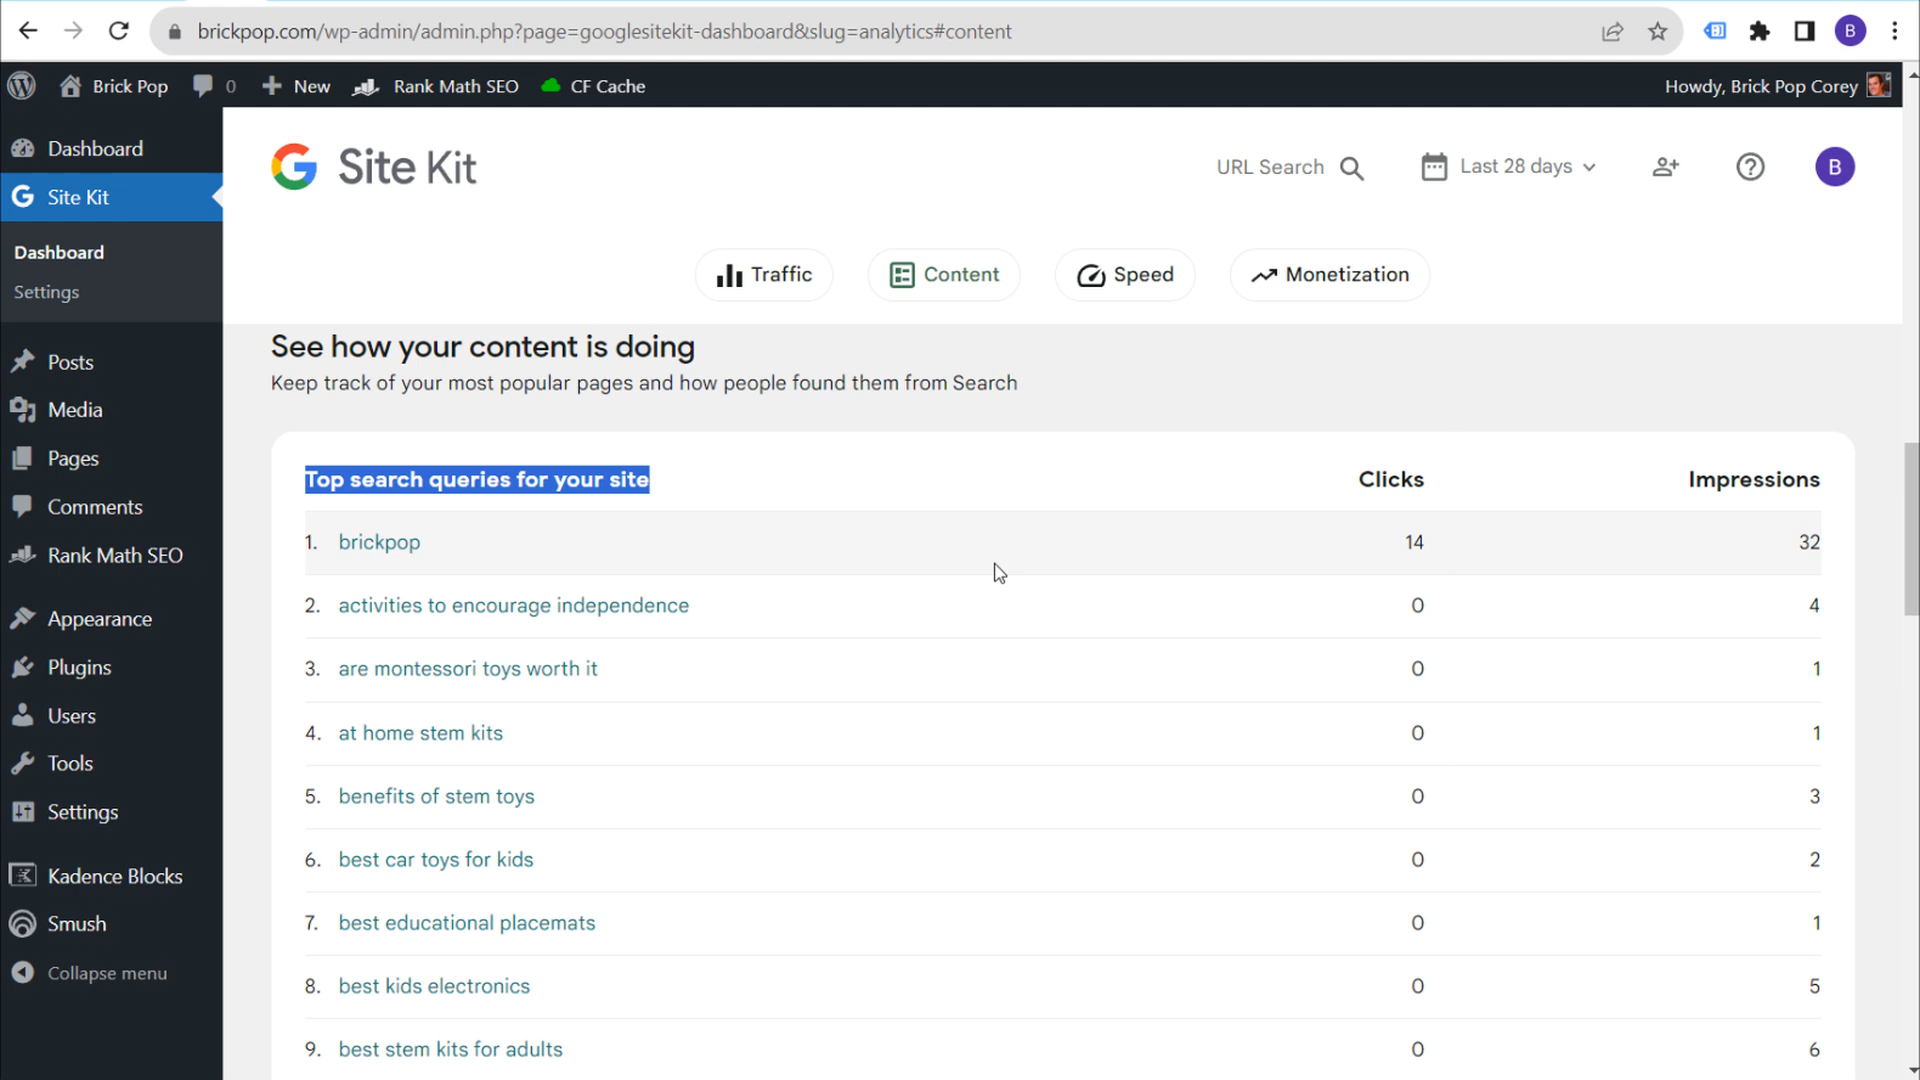 brickpop.com/wp-admin/admin.php?page=googlesitekit-dashboard&slug=analytics#content
B
Brick Pop
0
New
Rank Math SEO
CF Cache
Howdy, Brick Pop Corey
Dashboard
Site Kit
Dashboard
Settings
Posts
Media
Pages
Comments
Rank Math SEO
Appearance
Plugins
Users
Tools
Settings
Kadence Blocks
Smush
Collapse menu
Site Kit
URL Search
Last 28 days
B
Traffic
Content
Speed
Monetization
See how your content is doing
Keep track of your most popular pages and how people found them from Search
Top search queries for your site Clicks Impressions
1. brickpop 14 32
2. activities to encourage independence 0 4
3. are montessori toys worth it 0 1
4. at home stem kits 0 1
5. benefits of stem toys 0 3
6. best car toys for kids 0 2
7. best educational placemats 0 1
8. best kids electronics 0 5
9. best stem kits for adults 0 6